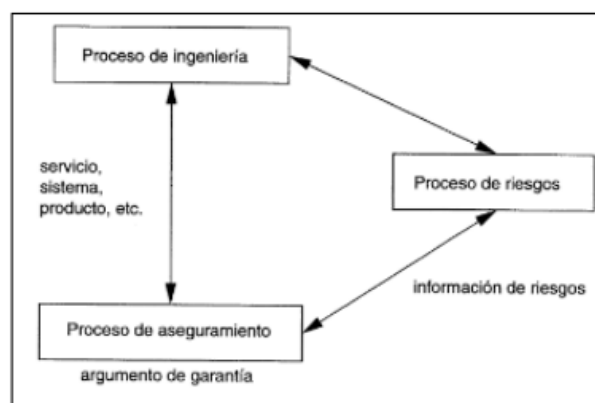 Proceso de ingeniería
servicio,
sistema,
producto, etc.
Proceso de riesgos
información de riesgos
Proceso de aseguramiento
argumento de garantía